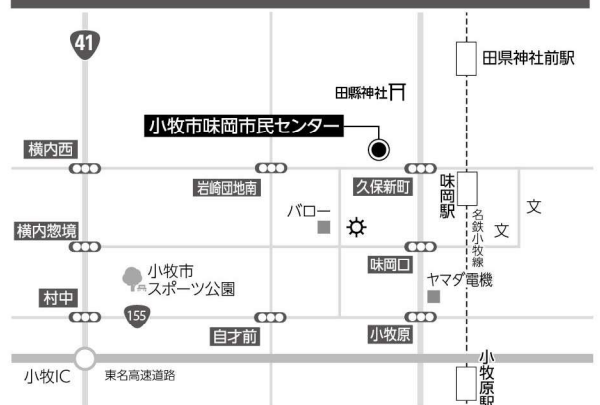 41
田県神社前駅
田縣神社
小牧市味岡市民センター
横内西
岩崎団地南
久保新町
味岡駅
バロー
文
文
名鉄小牧線
横内惣境
味岡口
小牧市
スポーツ公園
ヤマダ電機
村中
155
自才前
小牧原
小牧IC
東名高速道路
小牧原駅